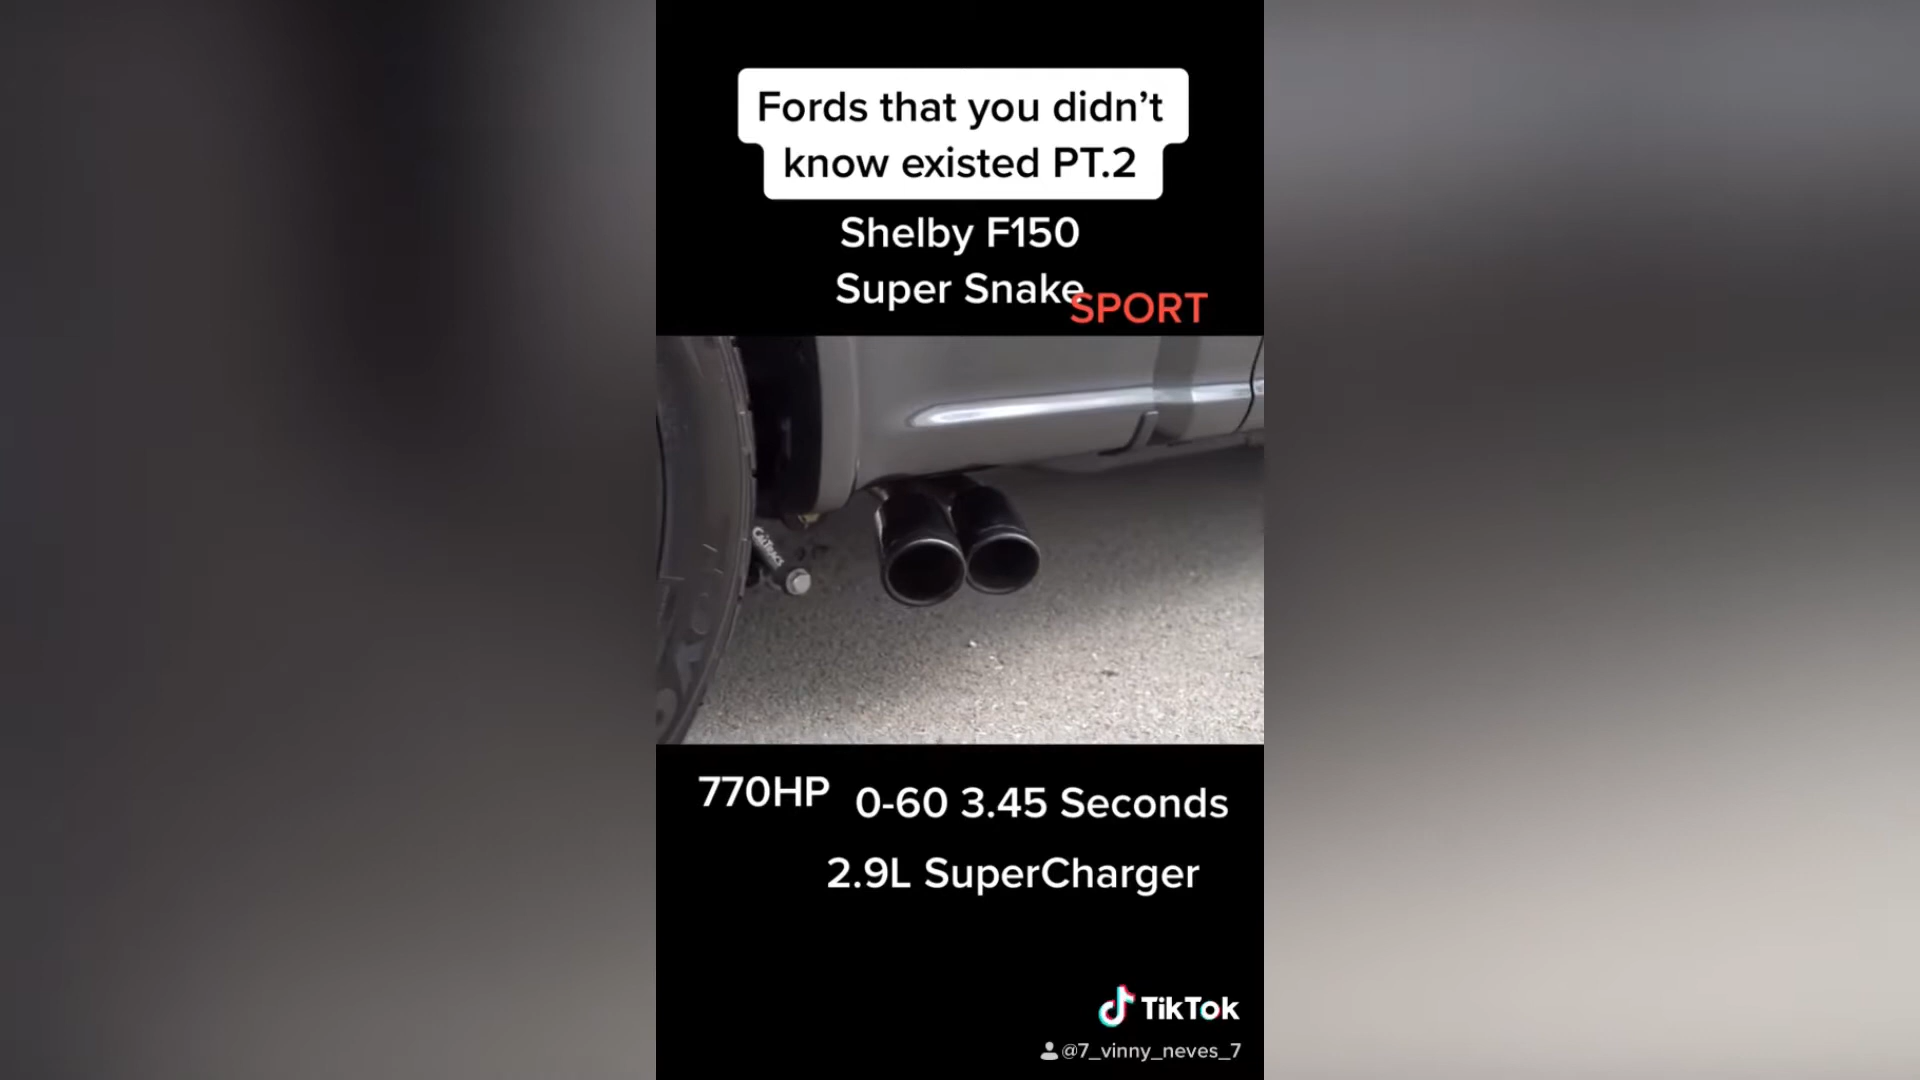 Fords that you didn’t
know existed PT.2
Shelby F150
Super Snake
SPORT
CALTRACS
770HP
0-60 3.45 Seconds
2.9L SuperCharger
TikTok
@7_vinny_neves_7